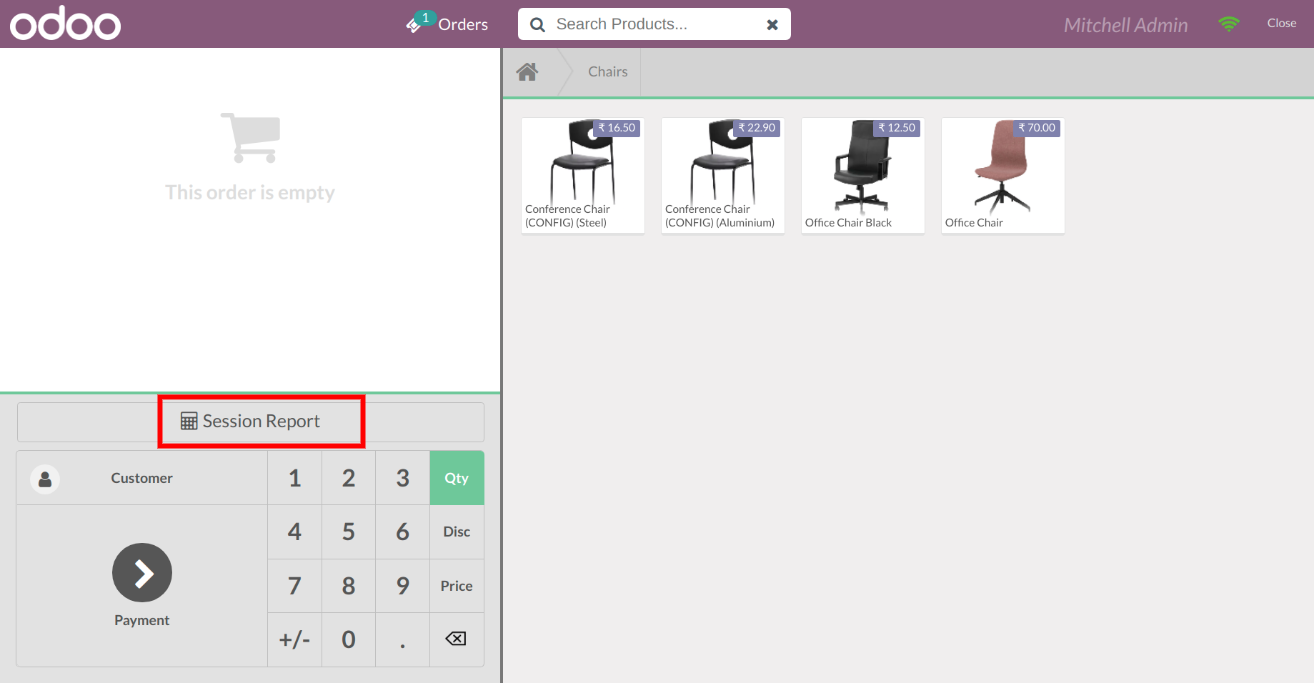 odoo
1
Orders
Search Products...
Mitchell Admin
Close
This order is empty
Chairs
₹ 16.50
Conference Chair
(CONFIG) (Steel)
₹ 22.90
Conference Chair
(CONFIG) (Aluminium)
₹ 12.50
Office Chair Black
₹ 70.00
Office Chair
Session Report
Customer
1 2 3 Qty
4 5 6 Disc
7 8 9 Price
+/- 0 .
Payment